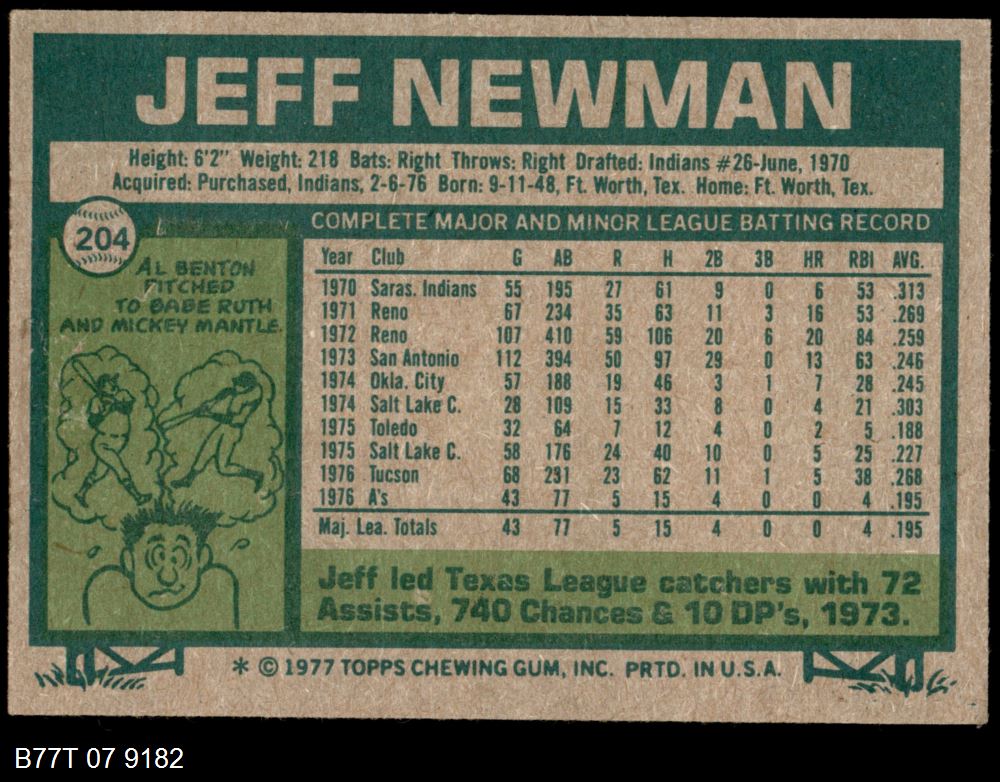 JEFF NEWMAN
Height: 6'2" Weight: 218 Bats: Right Throws: Right Drafted: Indians #26-June, 1970
Acquired: Purchased, Indians, 2-6-76 Born: 9-11-48, Ft. Worth, Tex. Home: Ft. Worth, Tex.
204
AL BENTON
PITCHED
TO BABE RUTH
AND MICKEY MANTLE.
COMPLETE MAJOR AND MINOR LEAGUE BATTING RECORD
Year Club G AB R H 2B 3B HR RBI AVG.
1970 Saras. Indians 55 195 27 61 9 0 6 53 .313
1971 Reno 67 234 35 63 11 3 16 53 .269
1972 Reno 107 410 59 106 20 6 20 84 .259
1973 San Antonio 112 394 50 97 29 0 13 63 .246
1974 Okla. City 57 188 19 46 3 1 7 28 .245
1974 Salt Lake C. 28 109 15 33 8 0 4 21 .303
1975 Toledo 32 64 7 12 4 0 2 5 .188
1975 Salt Lake C. 58 176 24 40 10 0 5 25 .227
1976 Tucson 68 231 23 62 11 1 5 38 .268
1976 A's 43 77 5 15 4 0 0 4 .195
Maj. Lea. Totals 43 77 5 15 4 0 0 4 .195
Jeff led Texas League catchers with 72
Assists, 740 Chances & 10 DP's, 1973.
* © 1977 TOPPS CHEWING GUM, INC. PRTD. IN U.S.A.
B77T 07 9182